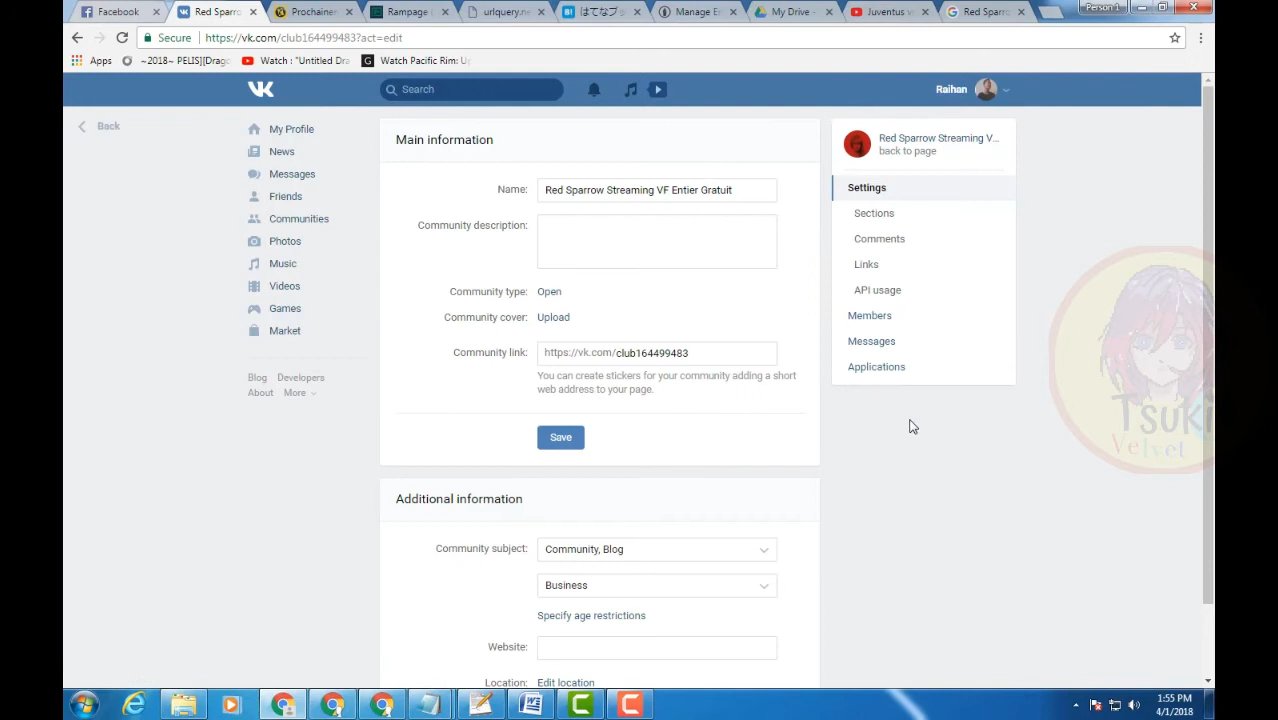 Facebook
Red Sparro
Prochaine
Rampage
urlquery.ne
はてなブ
Manage E
My Drive -
Juventus v
Red Sparr
Person 1
Secure
https://vk.com/club164499483?act=edit
Apps
~2018~ PELIS][Drago
Watch : "Untitled Dra
Watch Pacific Rim: U
Search
Raihan
Back
My Profile
News
Messages
Friends
Communities
Photos
Music
Videos
Games
Market
Blog Developers
About More
Main information
Name: Red Sparrow Streaming VF Entier Gratuit
Community description:
Community type: Open
Community cover: Upload
Community link: https://vk.com/club164499483
You can create stickers for your community adding a short
web address to your page.
Save
Additional information
Community subject: Community, Blog
Business
Specify age restrictions
Website:
Location: Edit location
Red Sparrow Streaming V...
back to page
Settings
Sections
Comments
Links
API usage
Members
Messages
Applications
Tsuki
Velvet
1:55 PM
4/1/2018